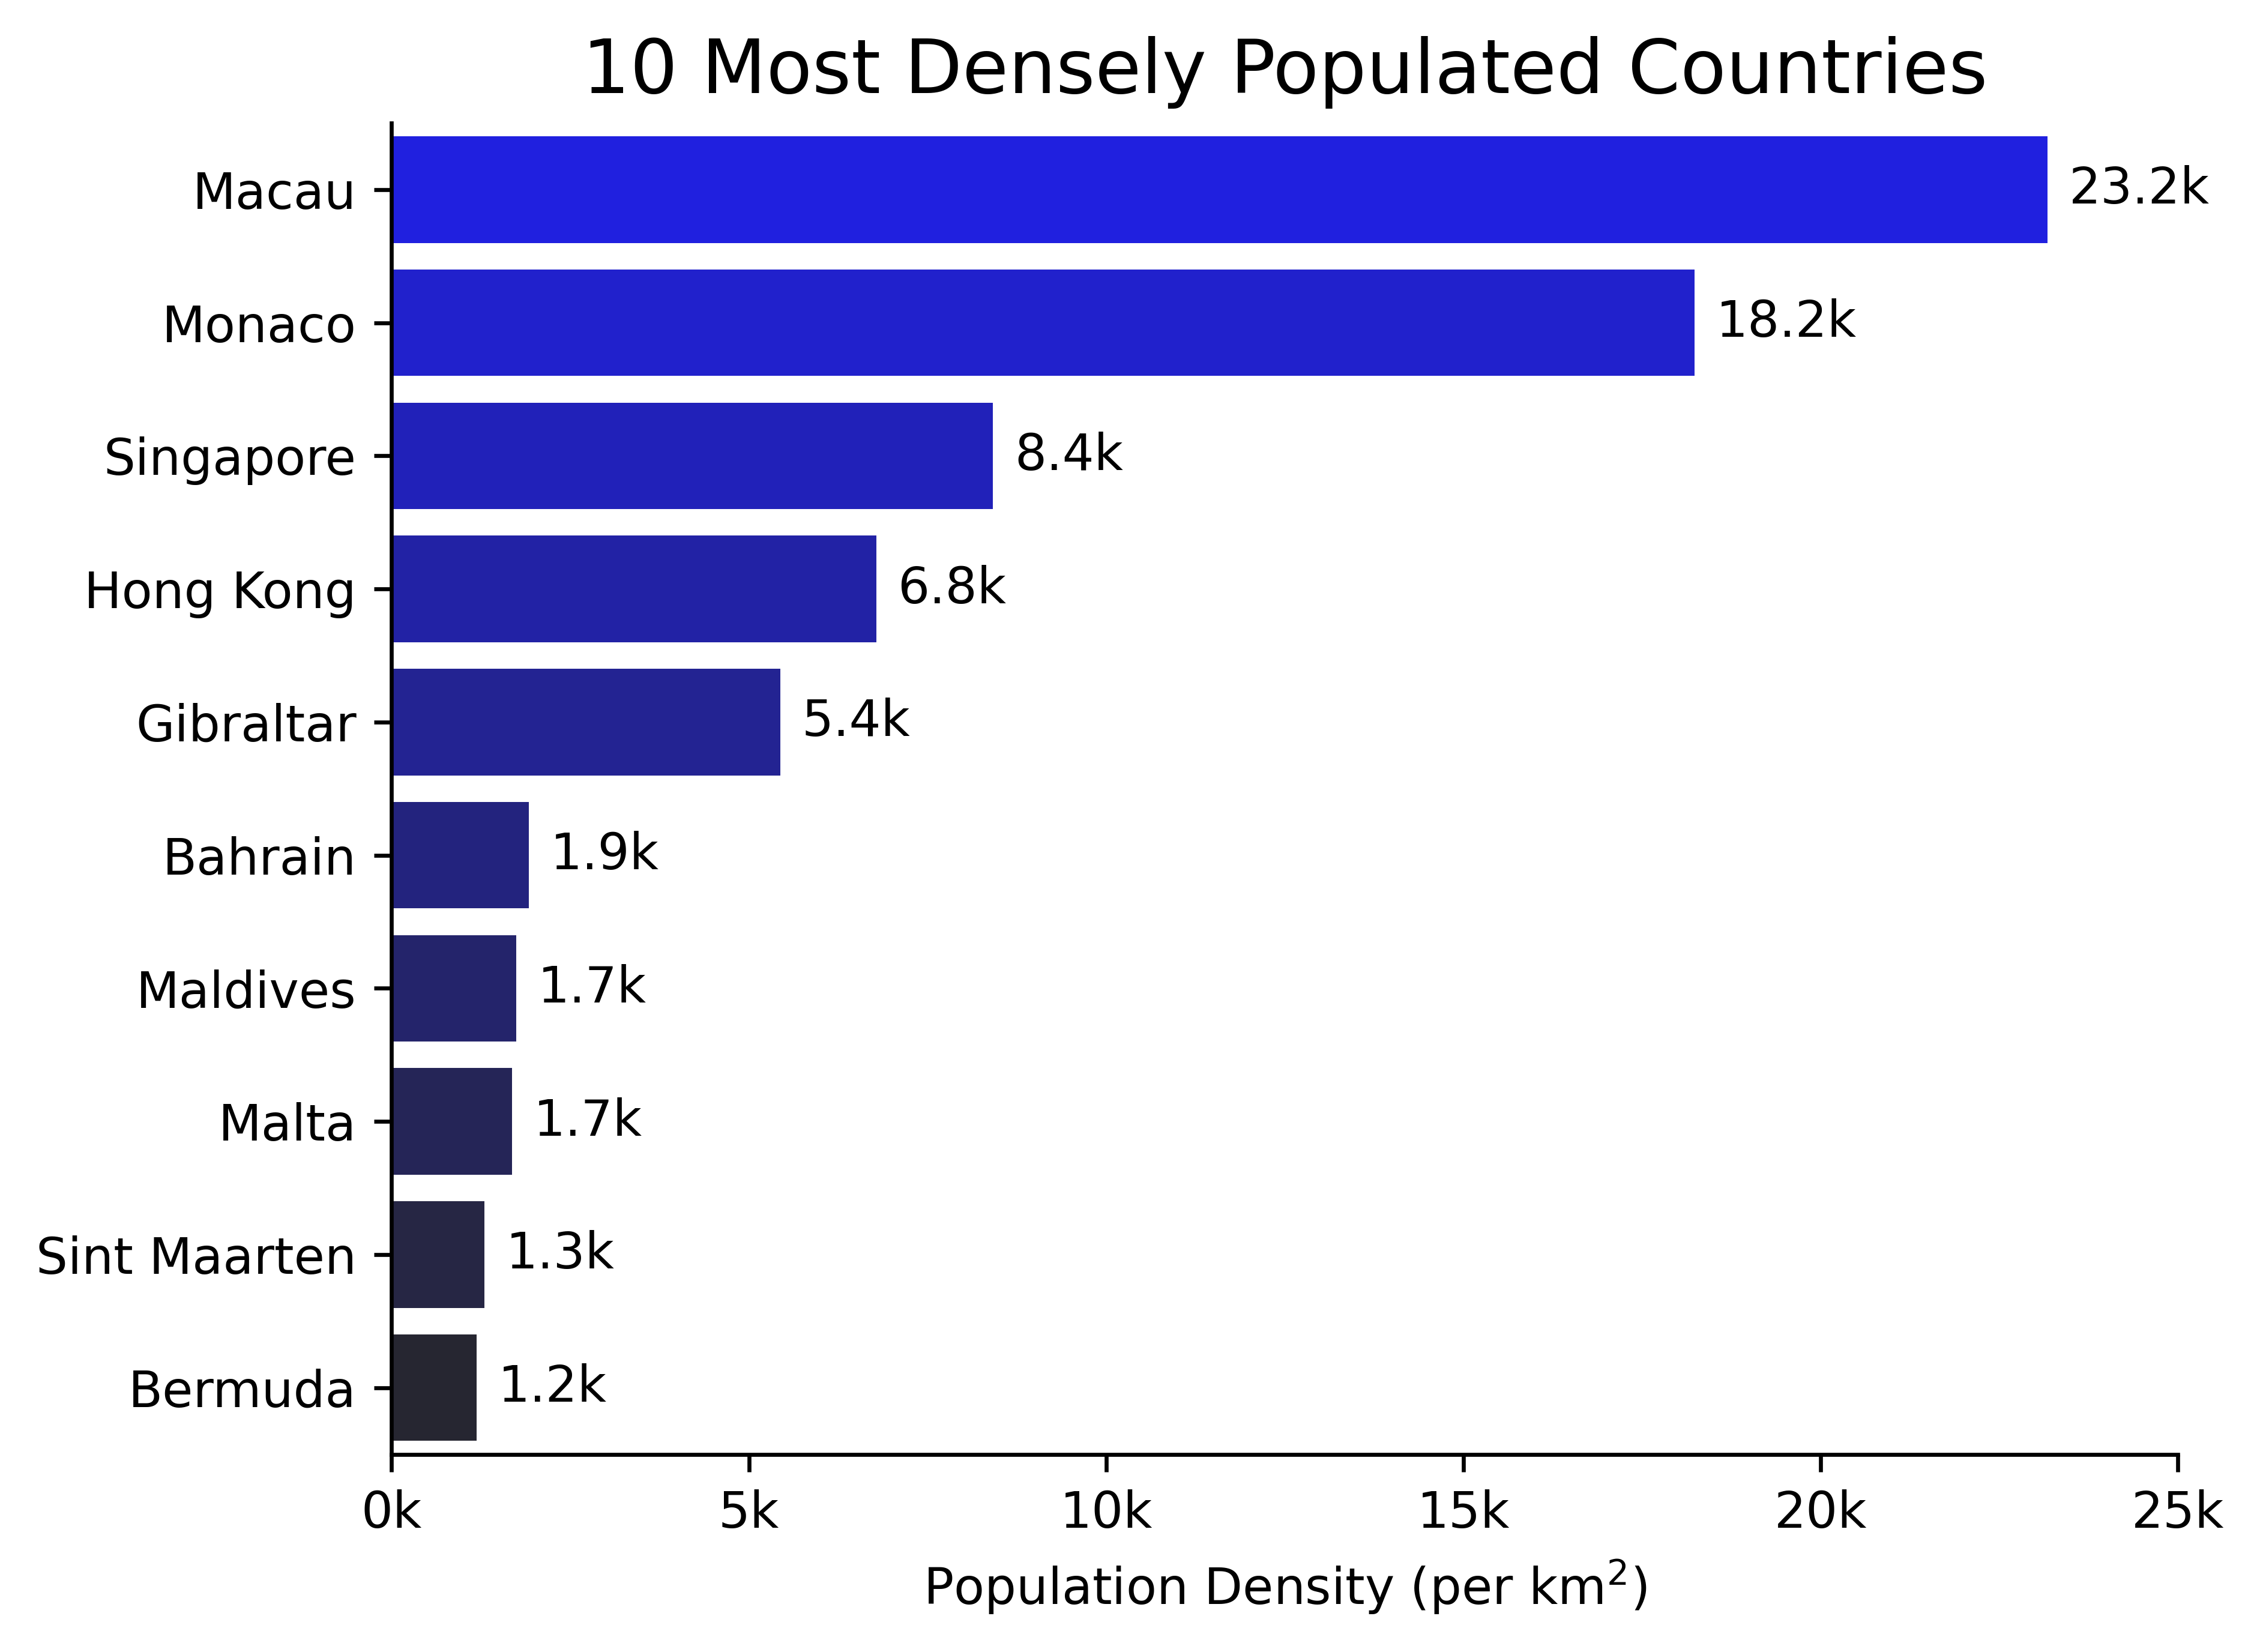 10 Most Densely Populated Countries
Macau 23.2k
Monaco 18.2k
Singapore 8.4k
Hong Kong 6.8k
Gibraltar 5.4k
Bahrain 1.9k
Maldives 1.7k
Malta 1.7k
Sint Maarten 1.3k
Bermuda 1.2k
0k 5k 10k 15k 20k 25k
Population Density (per km²)